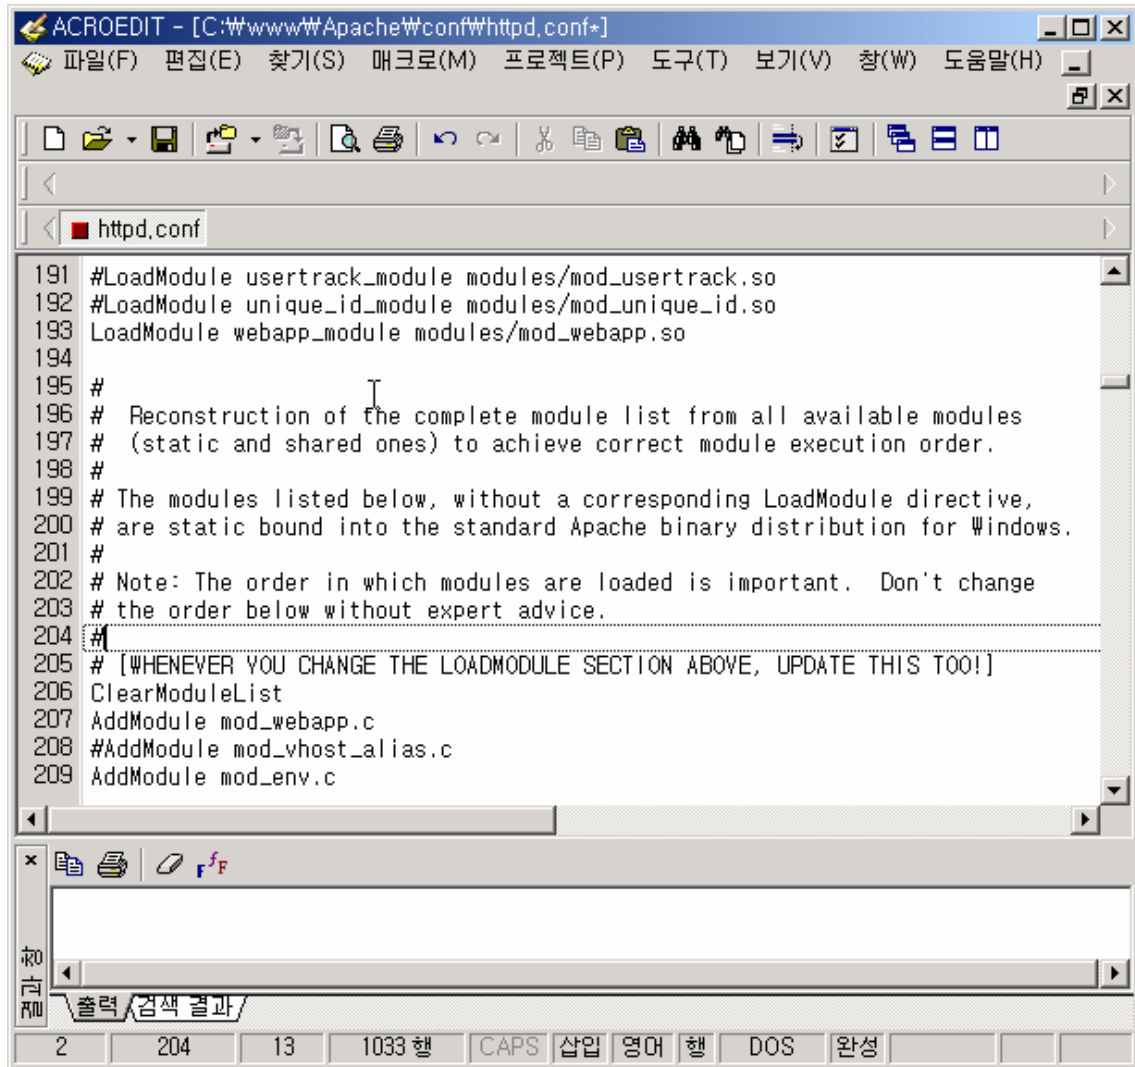 ACROEDIT - [C:₩www₩Apache₩conf₩httpd.conf*]
파일(F) 편집(E) 찾기(S) 매크로(M) 프로젝트(P) 도구(T) 보기(V) 창(W) 도움말(H)
httpd.conf
191 #LoadModule usertrack_module modules/mod_usertrack.so
192 #LoadModule unique_id_module modules/mod_unique_id.so
193 LoadModule webapp_module modules/mod_webapp.so
194
195 #
196 #  Reconstruction of the complete module list from all available modules
197 #  (static and shared ones) to achieve correct module execution order.
198 #
199 # The modules listed below, without a corresponding LoadModule directive,
200 # are static bound into the standard Apache binary distribution for Windows.
201 #
202 # Note: The order in which modules are loaded is important.  Don't change
203 # the order below without expert advice.
204 #
205 # [WHENEVER YOU CHANGE THE LOADMODULE SECTION ABOVE, UPDATE THIS TOO!]
206 ClearModuleList
207 AddModule mod_webapp.c
208 #AddModule mod_vhost_alias.c
209 AddModule mod_env.c
결과창
출력 검색 결과
2 204 13 1033 행 CAPS 삽입 영어 행 DOS 완성